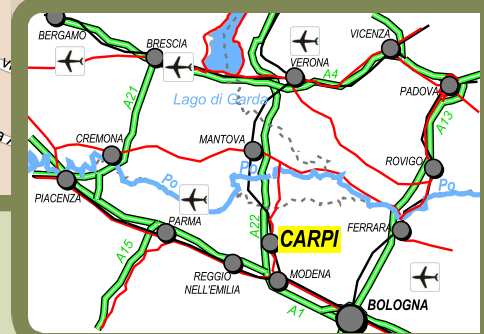 BERGAMO
BRESCIA
VICENZA
VERONA
A4
PADOVA
Lago di Garda
A21
A13
CREMONA
MANTOVA
ROVIGO
Po
Po
Po
PIACENZA
PARMA
A22
FERRARA
CARPI
A15
REGGIO
NELL'EMILIA
MODENA
A1
BOLOGNA